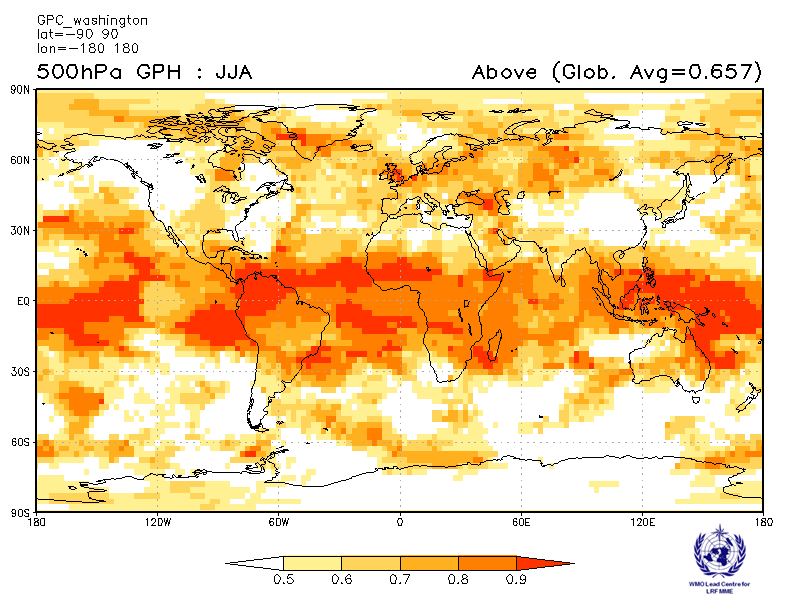 GPC_washington
lat=−90 90
lon=−180 180
500hPa GPH : JJA
Above (Glob. Avg=0.657)
90N
60N
30N
EQ
30S
60S
90S
180 120W 60W 0 60E 120E 180
0.5 0.6 0.7 0.8 0.9
WMO Lead Centre for
LRF MME